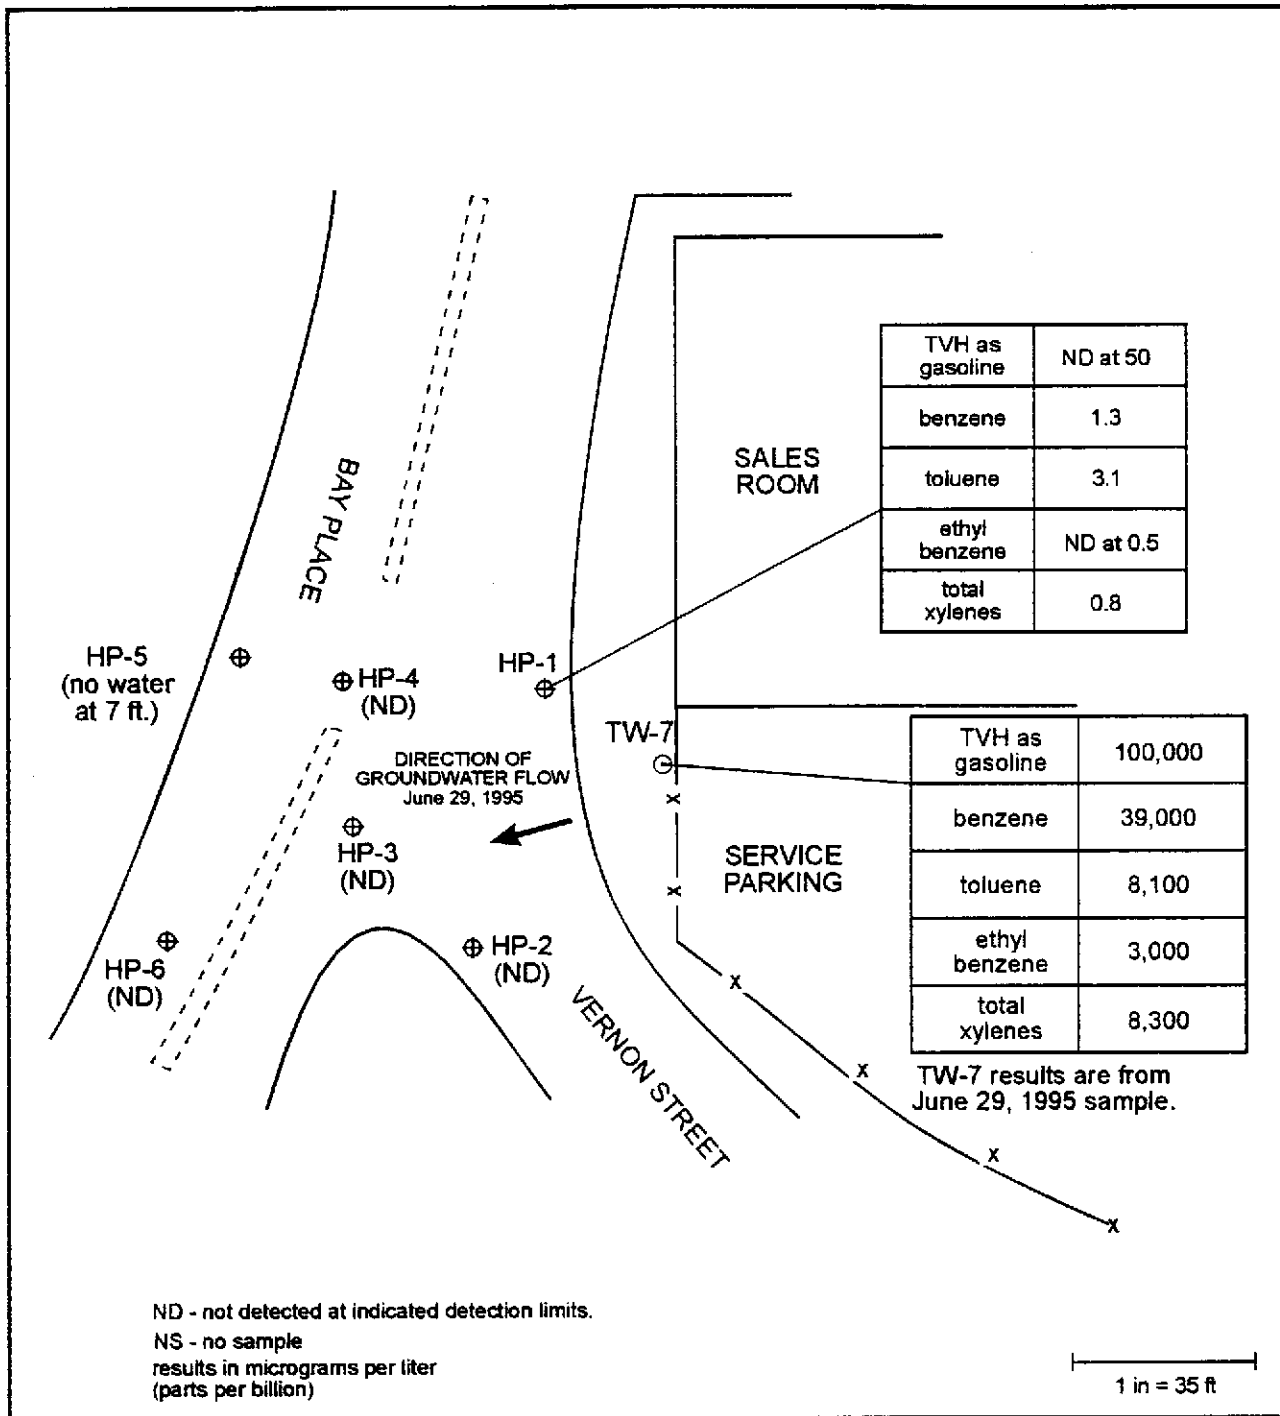 TVH as
gasoline
ND at 50
benzene
1.3
toluene
3.1
ethyl
benzene
ND at 0.5
total
xylenes
0.8
SALES
ROOM
BAY PLACE
HP-5
(no water
at 7 ft.)
HP-4
(ND)
HP-1
TW-7
DIRECTION OF
GROUNDWATER FLOW
June 29, 1995
HP-3
(ND)
SERVICE
PARKING
TVH as
gasoline
100,000
benzene
39,000
toluene
8,100
ethyl
benzene
3,000
total
xylenes
8,300
HP-6
(ND)
HP-2
(ND)
VERNON STREET
TW-7 results are from
June 29, 1995 sample.
x
x
x
x
x
x
ND - not detected at indicated detection limits.
NS - no sample
results in micrograms per liter
(parts per billion)
1 in = 35 ft